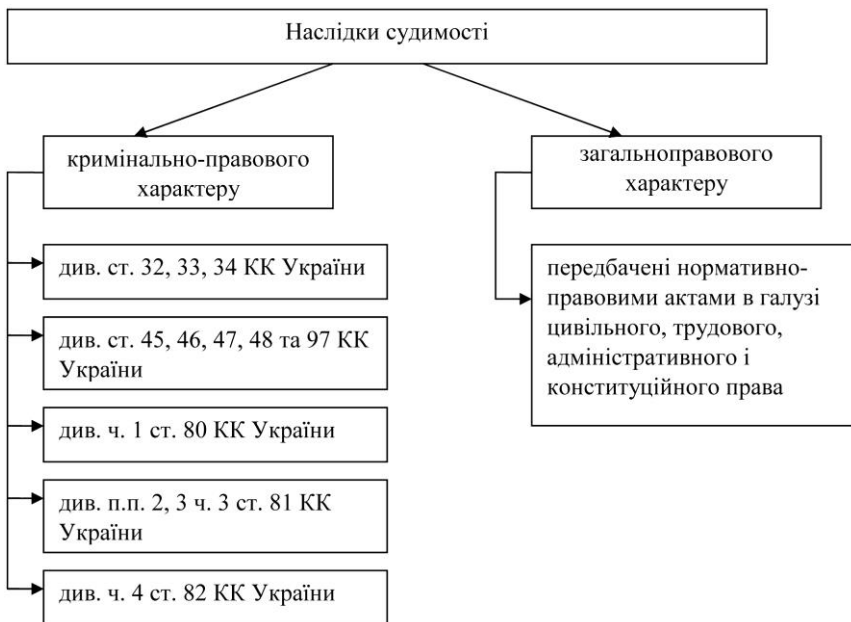 Наслідки судимості
кримінально-правового
характеру
див. ст. 32, 33, 34 КК України
див. ст. 45, 46, 47, 48 та 97 КК
України
див. ч. 1 ст. 80 КК України
див. п.п. 2, 3 ч. 3 ст. 81 КК
України
див. ч. 4 ст. 82 КК України
загальноправового
характеру
передбачені нормативно-
правовими актами в галузі
цивільного, трудового,
адміністративного і
конституційного права